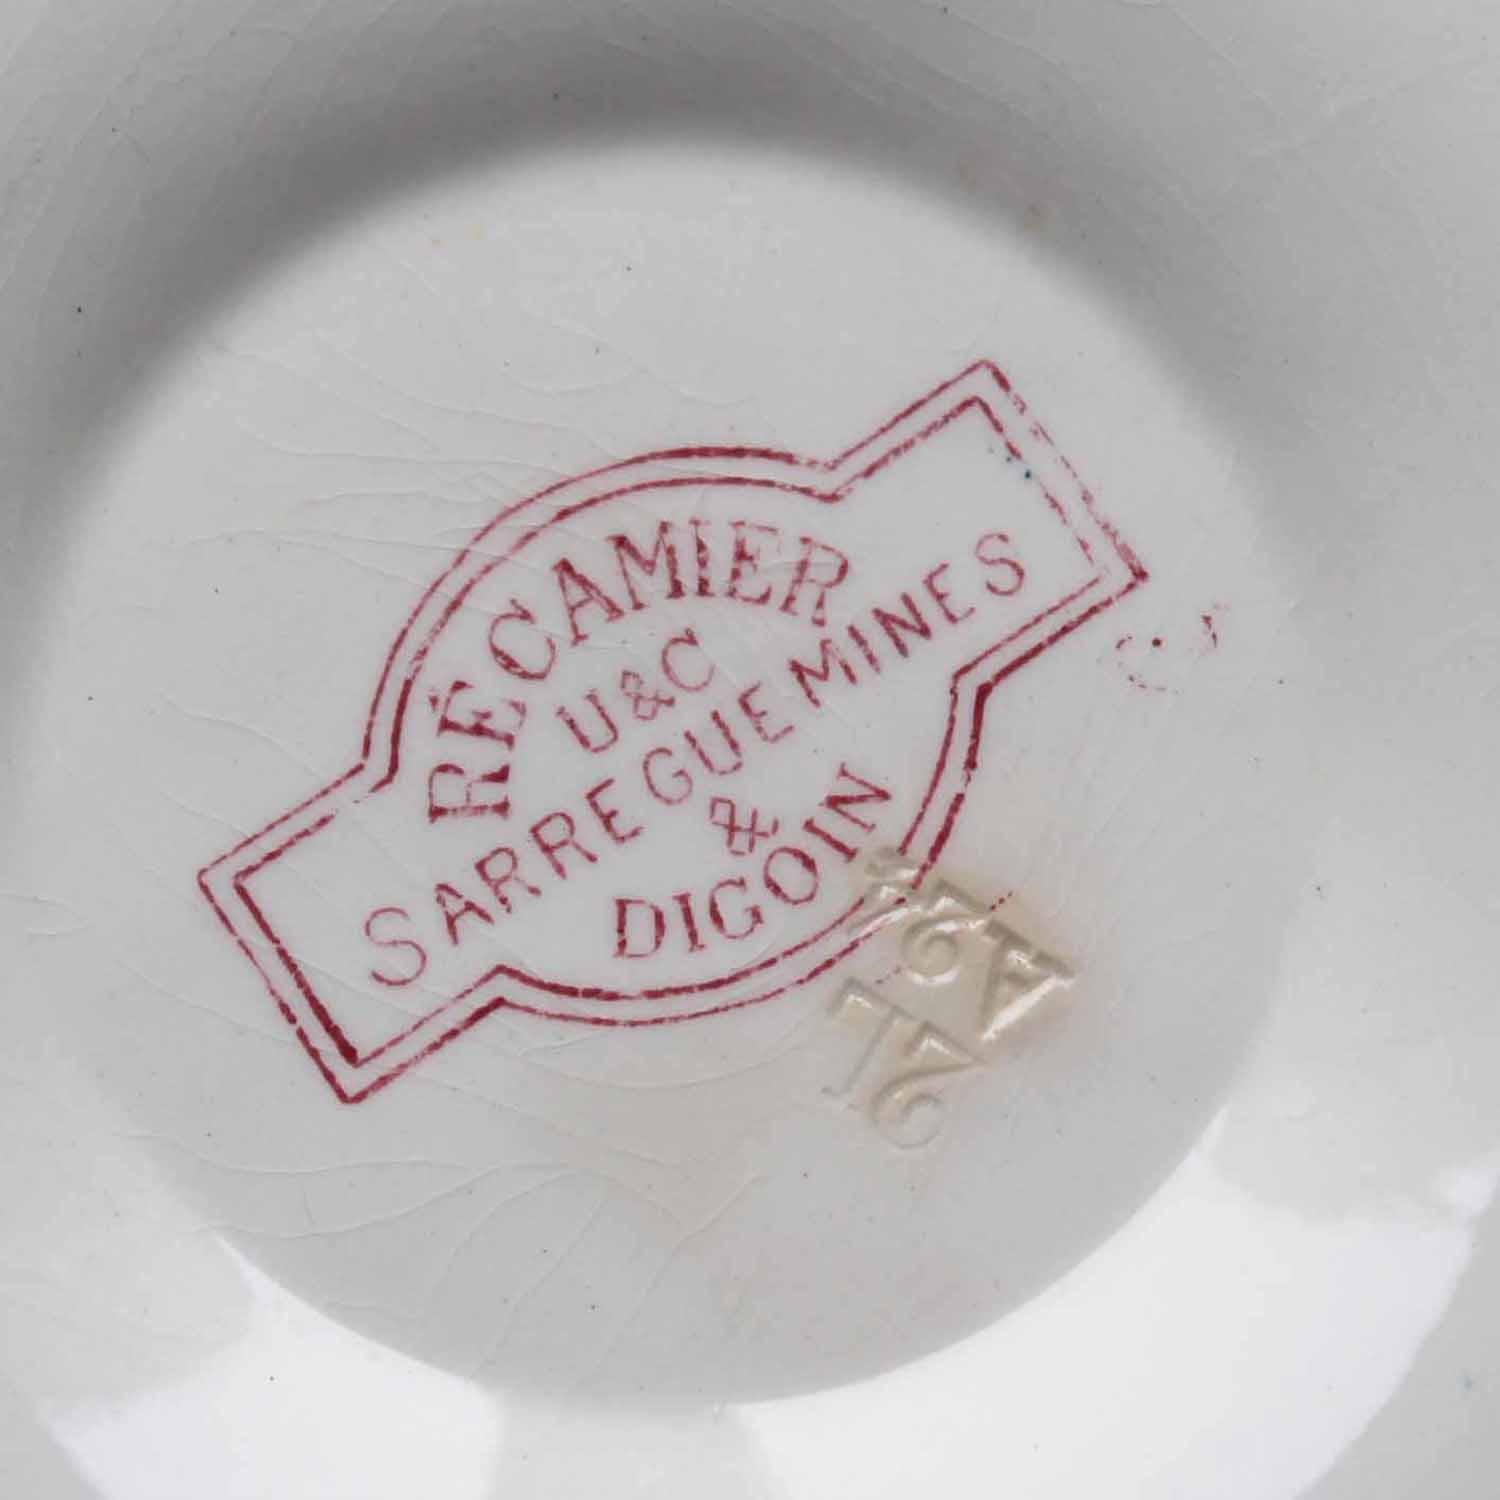 RÉCAMIER
U&C
SARREGUEMINES
&
DIGOIN